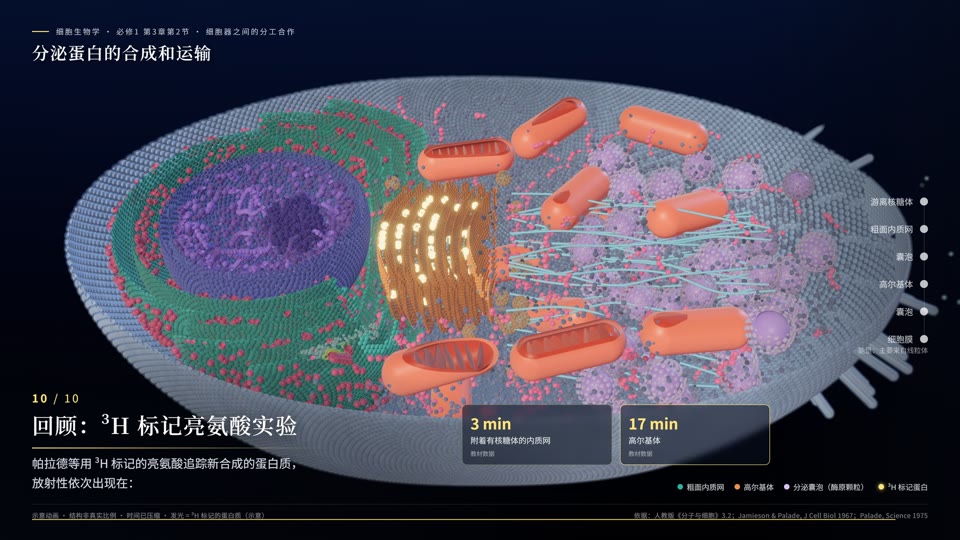 细胞生物学 · 必修1 第3章第2节 · 细胞器之间的分工合作
分泌蛋白的合成和运输
游离核糖体
粗面内质网
囊泡
高尔基体
囊泡
细胞膜
能量：主要来自线粒体
10 / 10
回顾：³H 标记亮氨酸实验
帕拉德等用 ³H 标记的亮氨酸追踪新合成的蛋白质，
放射性依次出现在：
3 min
附着有核糖体的内质网
教材数据
17 min
高尔基体
教材数据
粗面内质网
高尔基体
分泌囊泡（酶原颗粒）
³H 标记蛋白
示意动画 · 结构非真实比例 · 时间已压缩 · 发光 = ³H 标记的蛋白质（示意）
依据：人教版《分子与细胞》3.2；Jamieson & Palade, J Cell Biol 1967；Palade, Science 1975